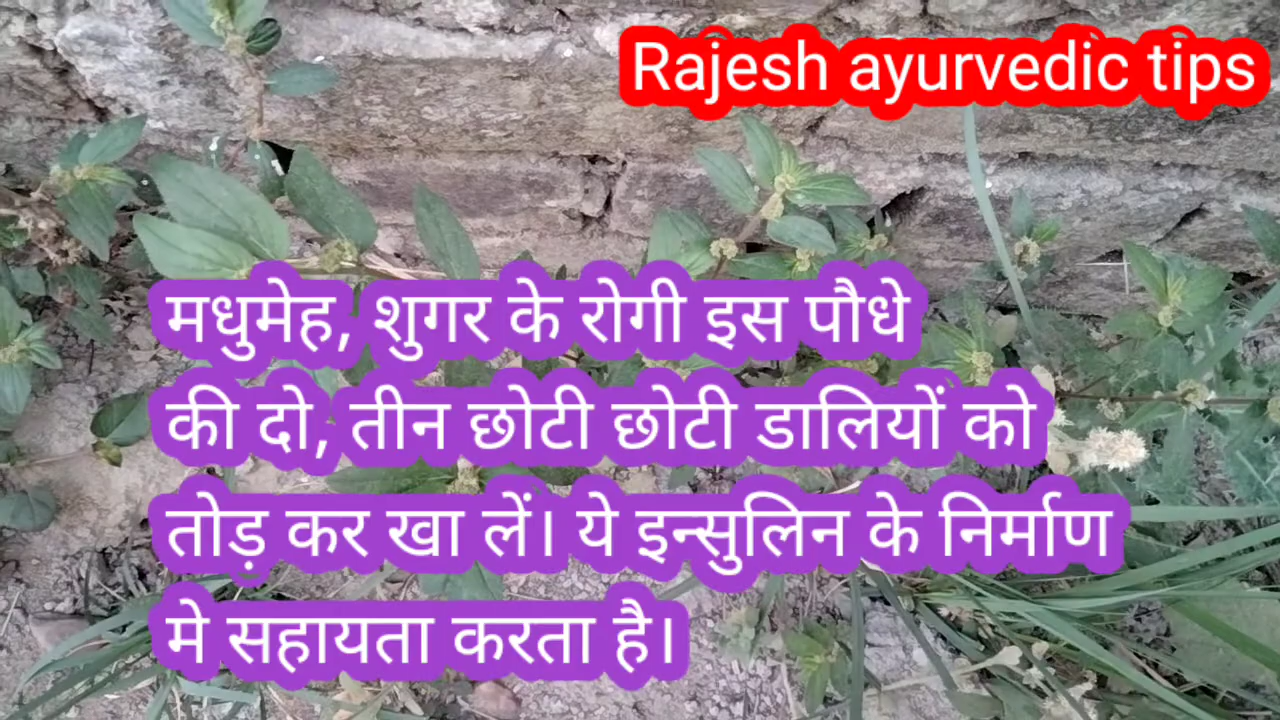 Rajesh ayurvedic tips
मधुमेह, शुगर के रोगी इस पौधे
की दो, तीन छोटी छोटी डालियों को
तोड़ कर खा लें। ये इन्सुलिन के निर्माण
मे सहायता करता है।